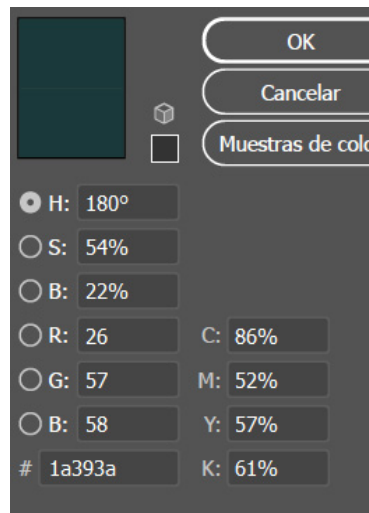 OK
Cancelar
Muestras de colo
H: 180°
S: 54%
B: 22%
R: 26
C: 86%
G: 57
M: 52%
B: 58
Y: 57%
# 1a393a
K: 61%